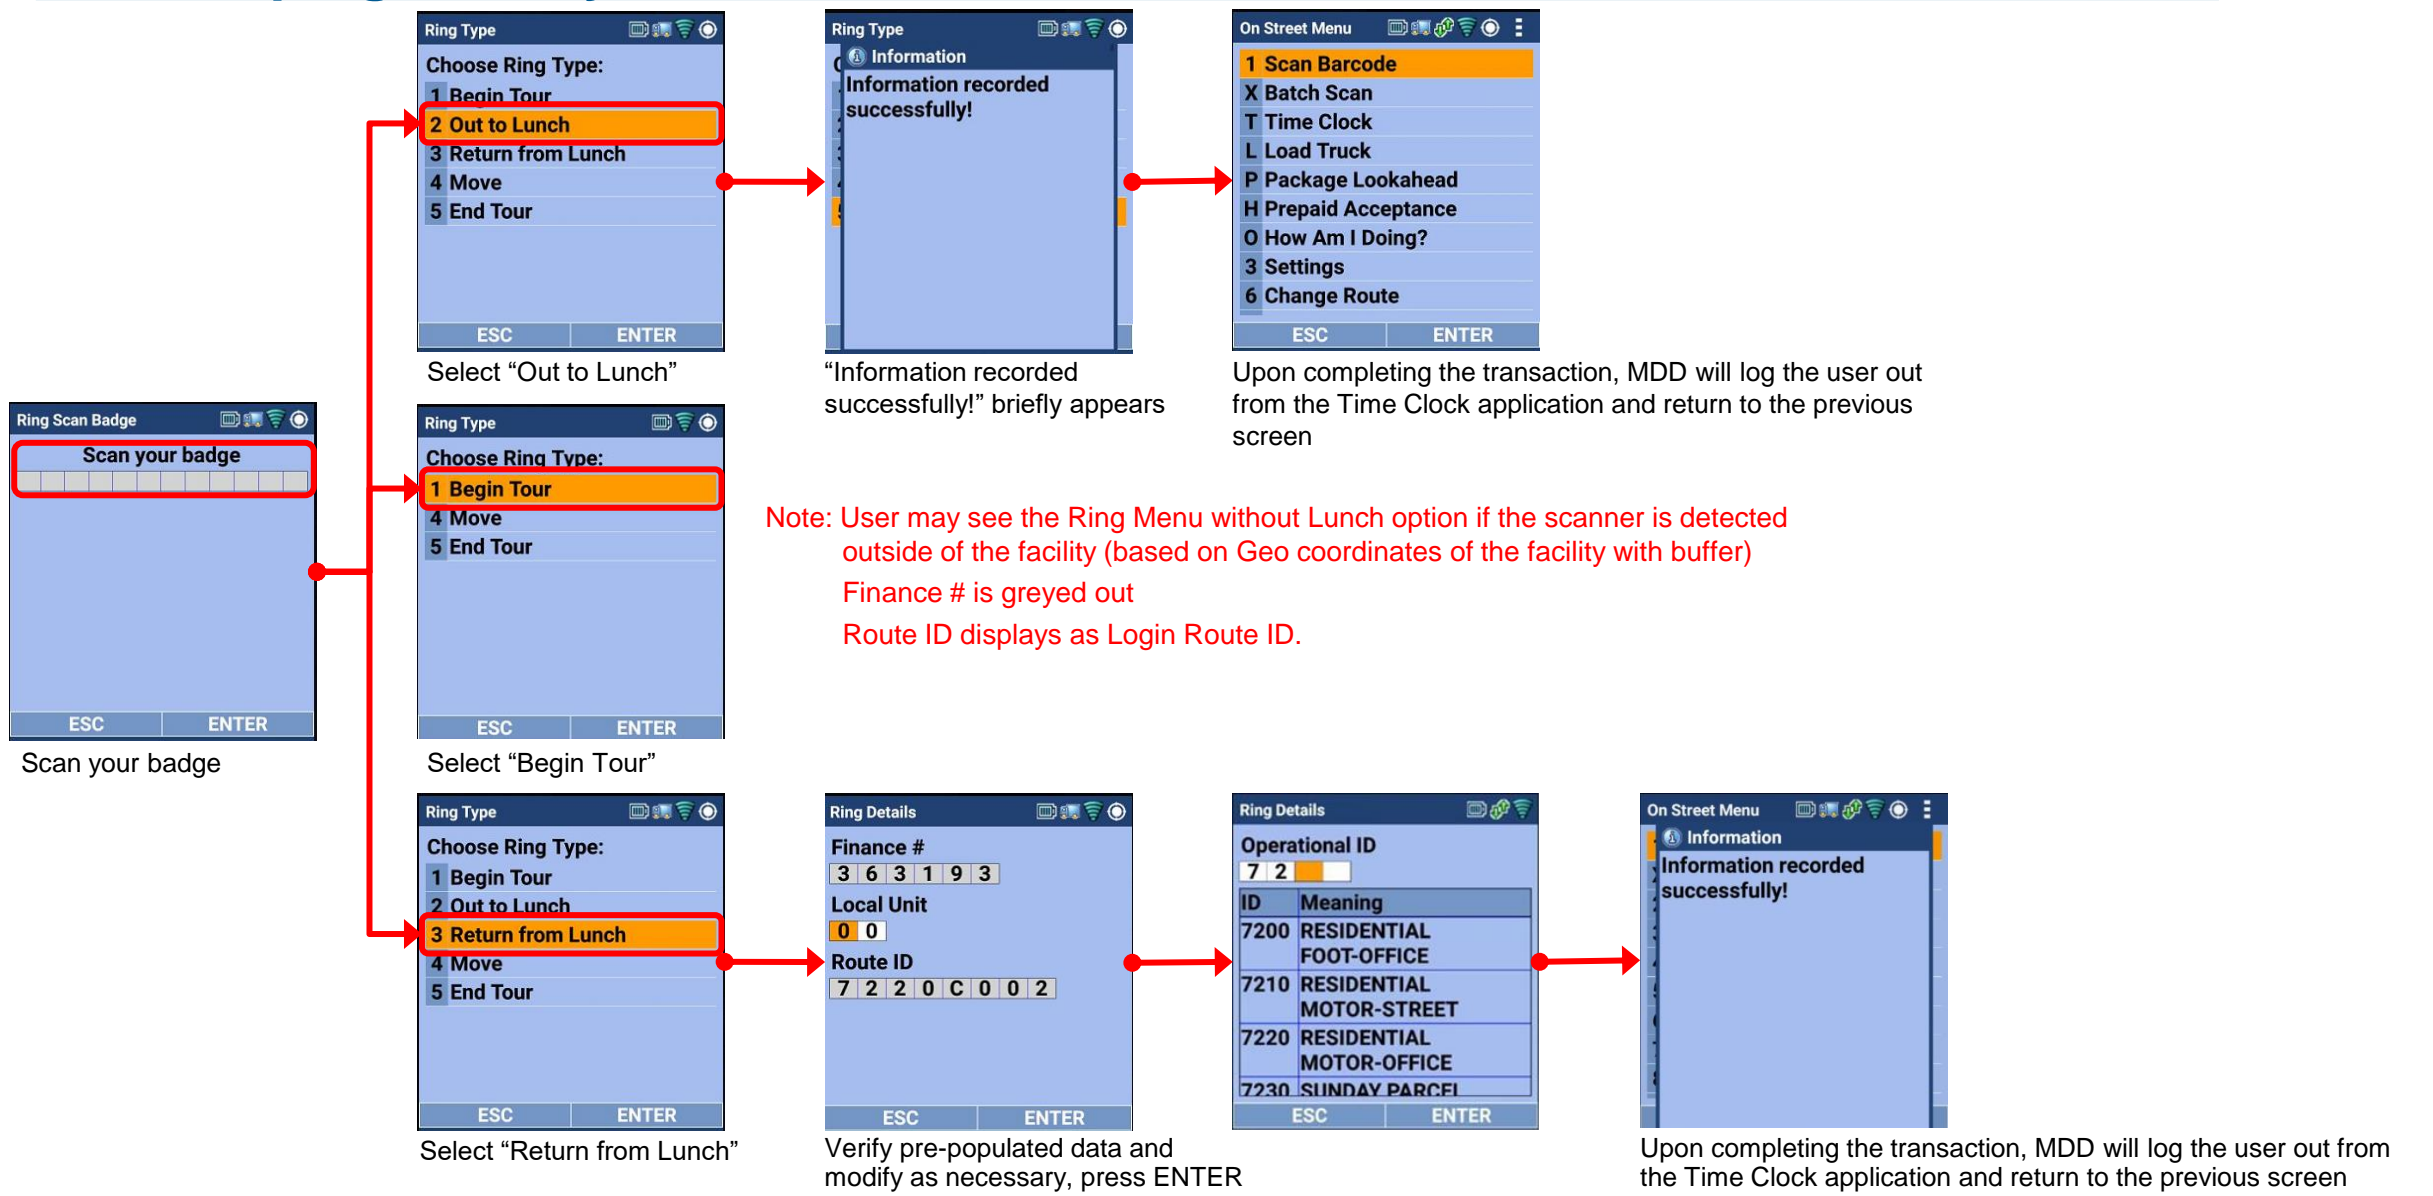 Ring Scan Badge
Scan your badge
ESC ENTER
Scan your badge
Ring Type
Choose Ring Type:
1 Begin Tour
2 Out to Lunch
3 Return from Lunch
4 Move
5 End Tour
ESC ENTER
Select “Out to Lunch”
Ring Type
Information
Information recorded
successfully!
“Information recorded
successfully!” briefly appears
On Street Menu
1 Scan Barcode
X Batch Scan
T Time Clock
L Load Truck
P Package Lookahead
H Prepaid Acceptance
O How Am I Doing?
3 Settings
6 Change Route
ESC ENTER
Upon completing the transaction, MDD will log the user out
from the Time Clock application and return to the previous
screen
Ring Type
Choose Ring Type:
1 Begin Tour
4 Move
5 End Tour
ESC ENTER
Select “Begin Tour”
Note: User may see the Ring Menu without Lunch option if the scanner is detected
outside of the facility (based on Geo coordinates of the facility with buffer)
Finance # is greyed out
Route ID displays as Login Route ID.
Ring Type
Choose Ring Type:
1 Begin Tour
2 Out to Lunch
3 Return from Lunch
4 Move
5 End Tour
ESC ENTER
Select “Return from Lunch”
Ring Details
Finance #
3 6 3 1 9 3
Local Unit
0 0
Route ID
7 2 2 0 C 0 0 2
ESC ENTER
Verify pre-populated data and
modify as necessary, press ENTER
Ring Details
Operational ID
7 2
ID Meaning
7200 RESIDENTIAL
FOOT-OFFICE
7210 RESIDENTIAL
MOTOR-STREET
7220 RESIDENTIAL
MOTOR-OFFICE
7230 SUNDAY PARCEL
ESC ENTER
On Street Menu
Information
Information recorded
successfully!
Upon completing the transaction, MDD will log the user out from
the Time Clock application and return to the previous screen